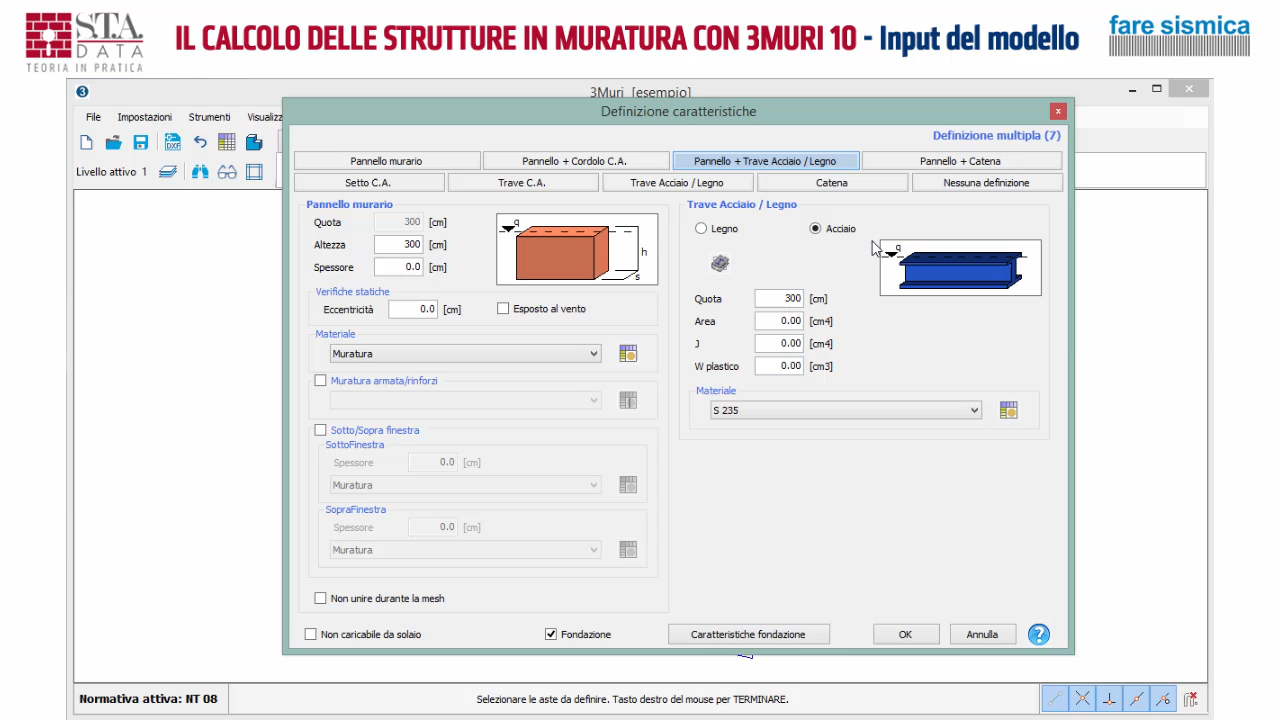 S.T.A.
DATA
TEORIA IN PRATICA
IL CALCOLO DELLE STRUTTURE IN MURATURA CON 3MURI 10 - Input del modello
fare sismica
3
3Muri [esempio]
File Impostazioni Strumenti Visualizz
Definizione caratteristiche
x
Definizione multipla (7)
DXF
Livello attivo 1
Pannello murario
Pannello + Cordolo C.A.
Pannello + Trave Acciaio / Legno
Pannello + Catena
Setto C.A.
Trave C.A.
Trave Acciaio / Legno
Catena
Nessuna definizione
Pannello murario
Quota 300 [cm]
Altezza 300 [cm]
Spessore 0.0 [cm]
q
h
s
Verifiche statiche
Eccentricità 0.0 [cm] Esposto al vento
Materiale
Muratura
Muratura armata/rinforzi
Sotto/Sopra finestra
SottoFinestra
Spessore 0.0 [cm]
Muratura
SopraFinestra
Spessore 0.0 [cm]
Muratura
Non unire durante la mesh
Trave Acciaio / Legno
Legno Acciaio
q
Quota 300 [cm]
Area 0.00 [cm4]
J 0.00 [cm4]
W plastico 0.00 [cm3]
Materiale
S 235
Non caricabile da solaio
Fondazione
Caratteristiche fondazione
OK
Annulla
?
Normativa attiva: NT 08
Selezionare le aste da definire. Tasto destro del mouse per TERMINARE.